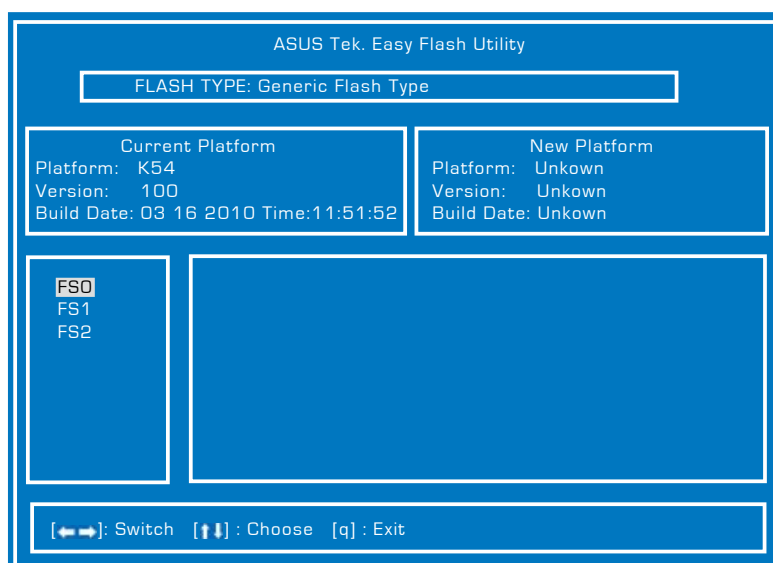 ASUS Tek. Easy Flash Utility
FLASH TYPE: Generic Flash Type
Current Platform
Platform: K54
Version: 100
Build Date: 03 16 2010 Time:11:51:52
New Platform
Platform: Unkown
Version: Unkown
Build Date: Unkown
FS0
FS1
FS2
[←→]: Switch [↑↓] : Choose [q] : Exit